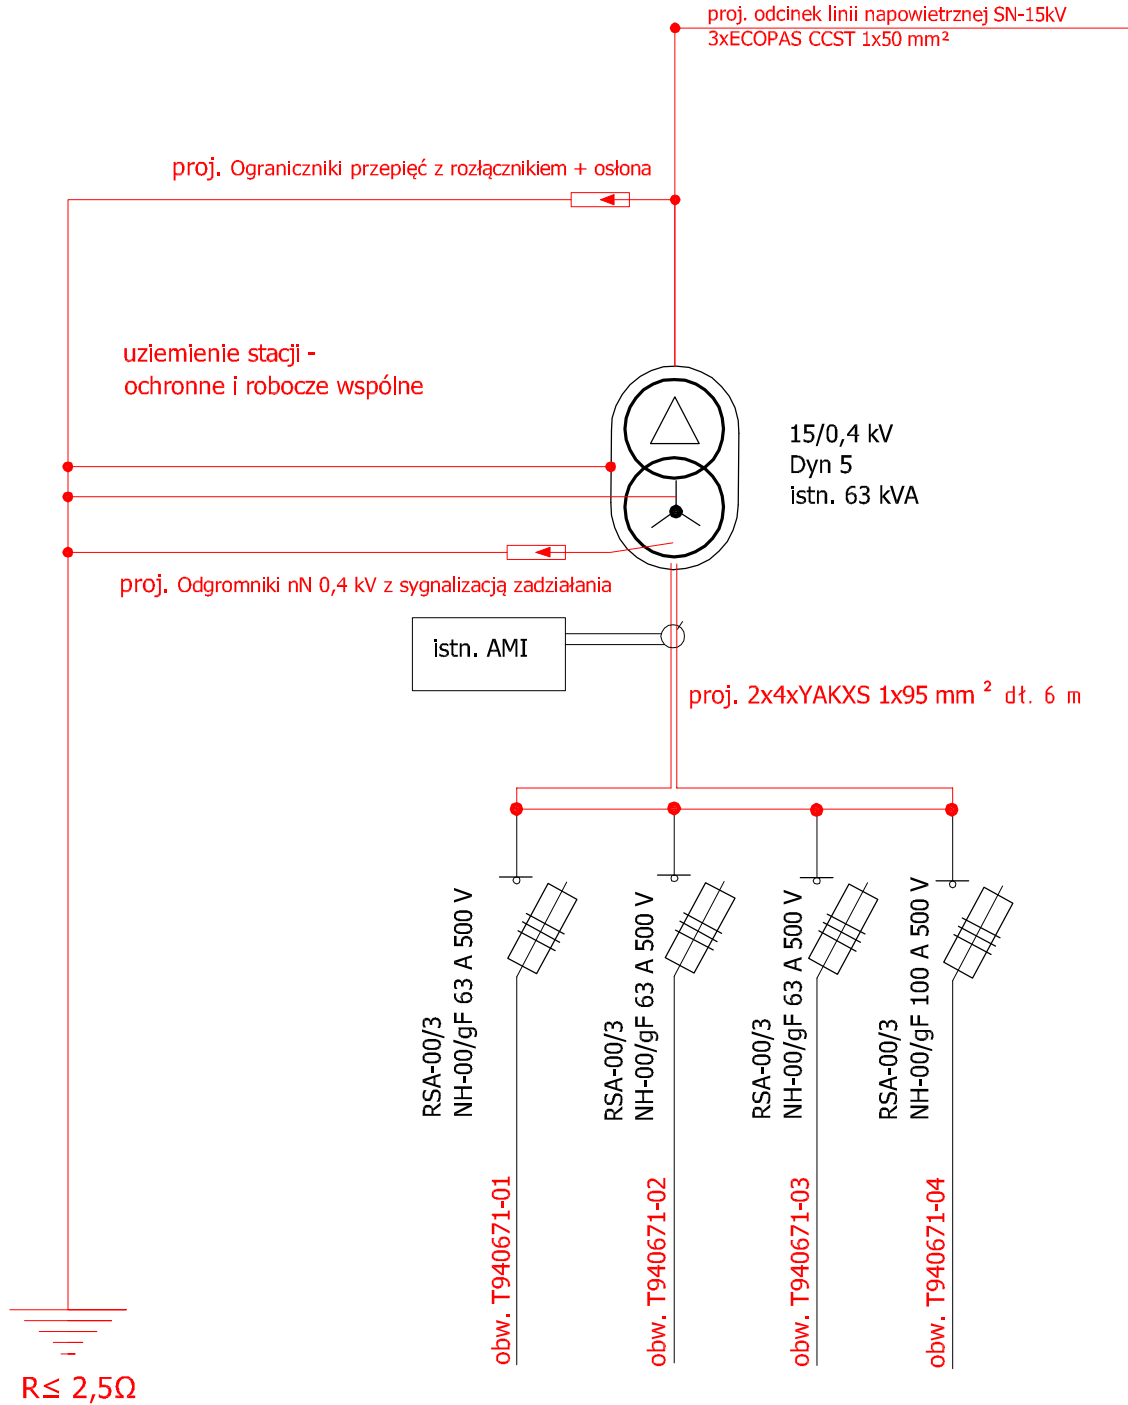 proj. odcinek linii napowietrznej SN-15kV
3xECOPAS CCST 1x50 mm²
proj. Ograniczniki przepięć z rozłącznikiem + osłona
uziemienie stacji -
ochronne i robocze wspólne
15/0,4 kV
Dyn 5
istn. 63 kVA
proj. Odgromniki nN 0,4 kV z sygnalizacją zadziałania
istn. AMI
proj. 2x4xYAKXS 1x95 mm ² dł. 6 m
RSA-00/3
NH-00/gF 63 A 500 V
RSA-00/3
NH-00/gF 63 A 500 V
RSA-00/3
NH-00/gF 63 A 500 V
RSA-00/3
NH-00/gF 100 A 500 V
obw. T940671-01
obw. T940671-02
obw. T940671-03
obw. T940671-04
R≤ 2,5Ω